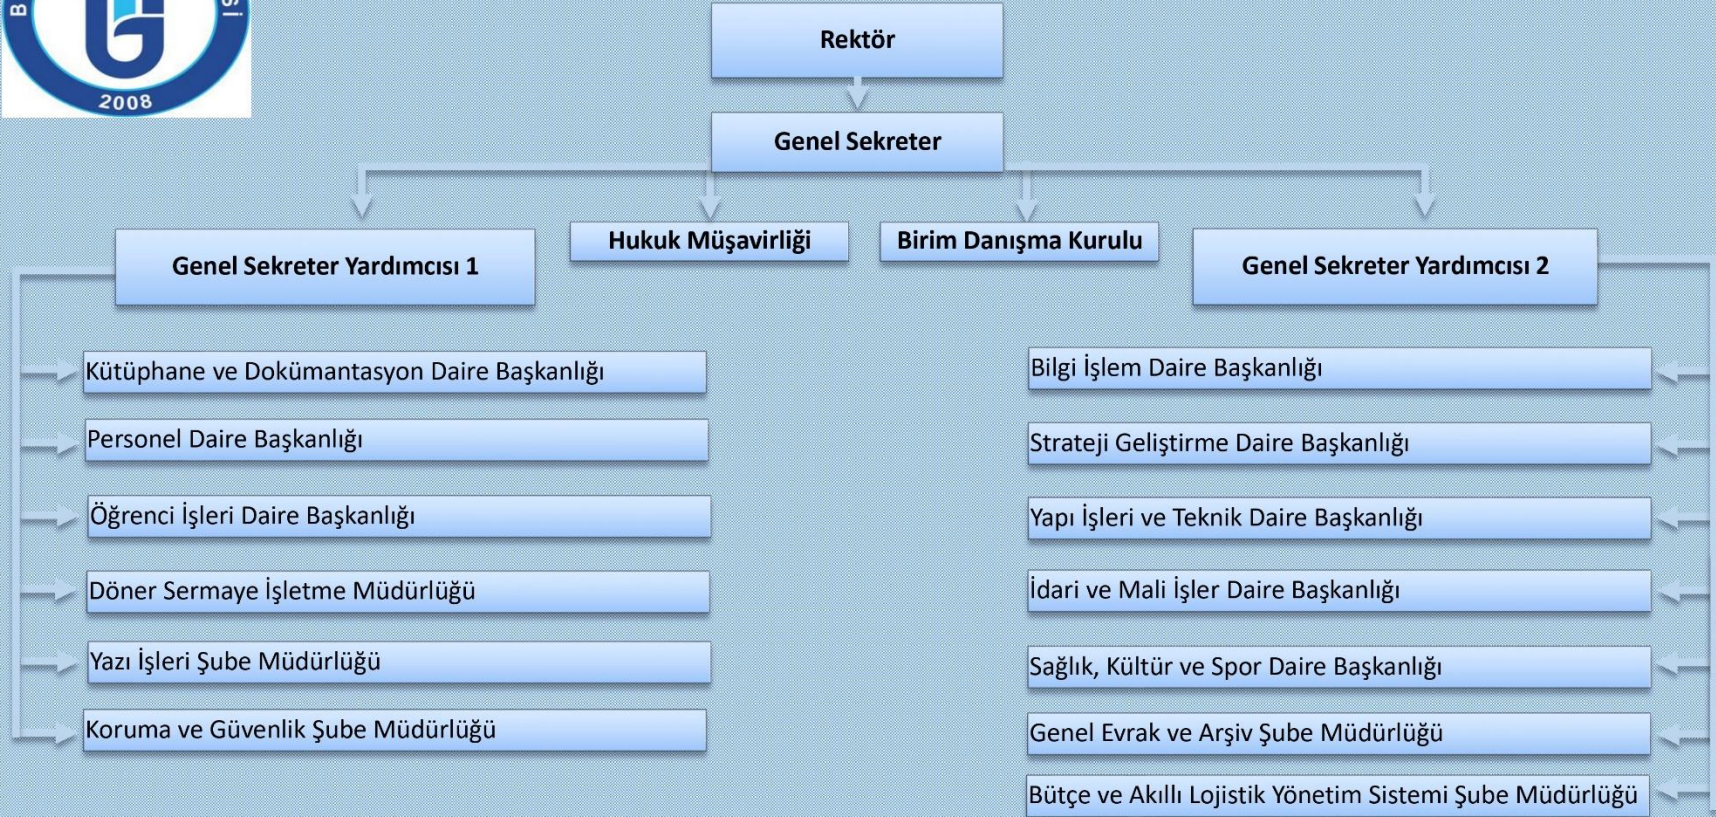 2008
Rektör
Genel Sekreter
Hukuk Müşavirliği
Birim Danışma Kurulu
Genel Sekreter Yardımcısı 1
Genel Sekreter Yardımcısı 2
Kütüphane ve Dokümantasyon Daire Başkanlığı
Personel Daire Başkanlığı
Öğrenci İşleri Daire Başkanlığı
Döner Sermaye İşletme Müdürlüğü
Yazı İşleri Şube Müdürlüğü
Koruma ve Güvenlik Şube Müdürlüğü
Bilgi İşlem Daire Başkanlığı
Strateji Geliştirme Daire Başkanlığı
Yapı İşleri ve Teknik Daire Başkanlığı
İdari ve Mali İşler Daire Başkanlığı
Sağlık, Kültür ve Spor Daire Başkanlığı
Genel Evrak ve Arşiv Şube Müdürlüğü
Bütçe ve Akıllı Lojistik Yönetim Sistemi Şube Müdürlüğü